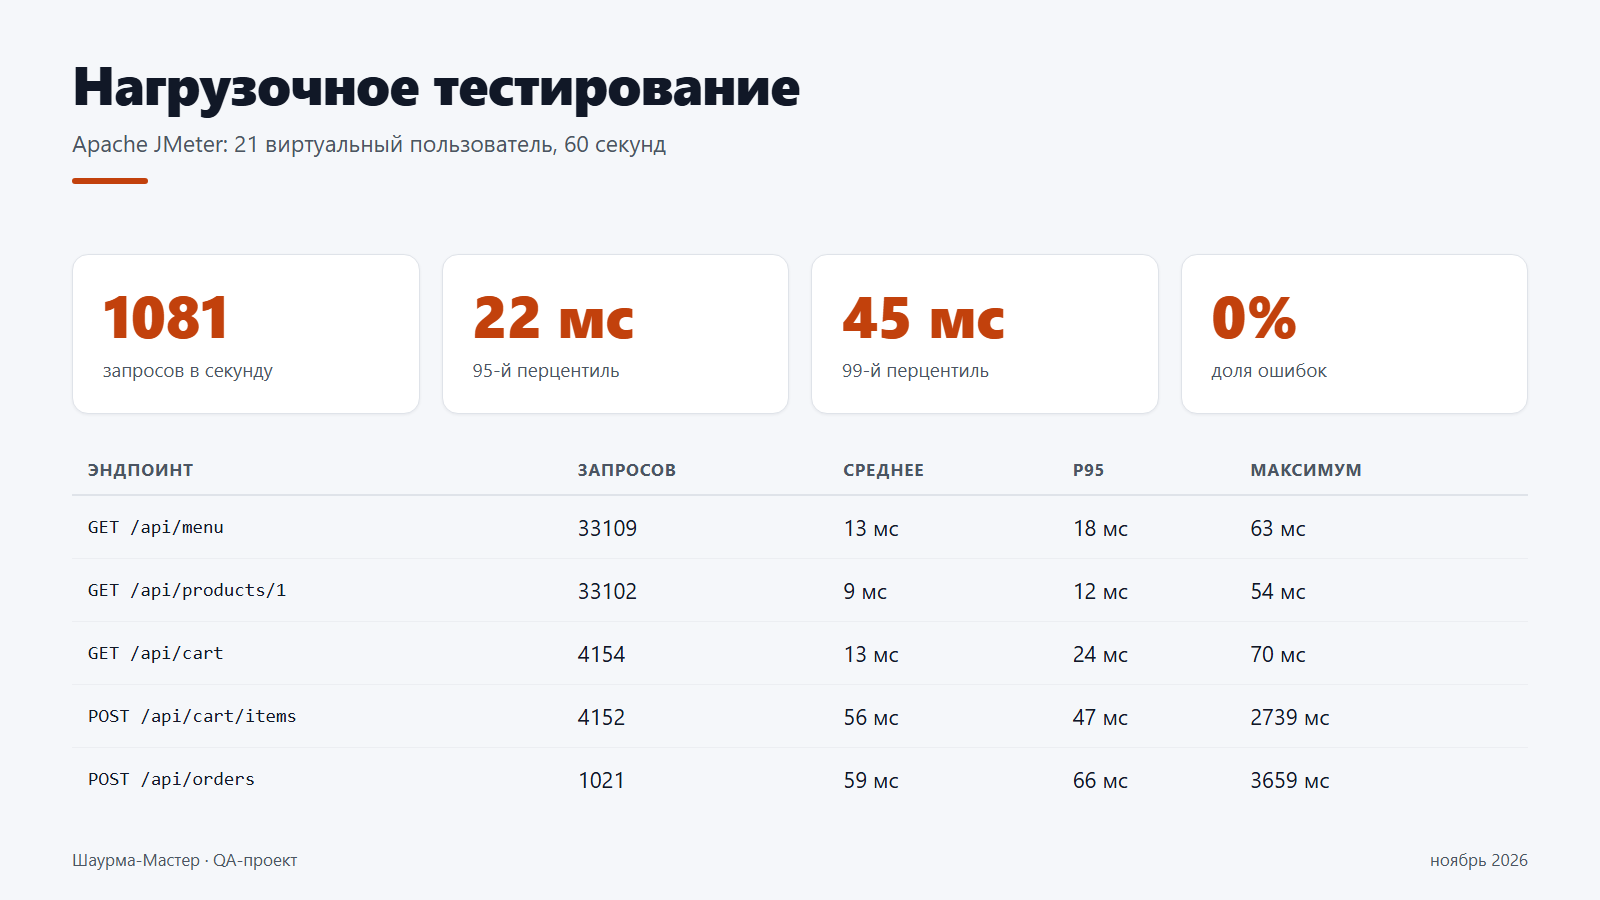 Нагрузочное тестирование
Apache JMeter: 21 виртуальный пользователь, 60 секунд
1081 22 мс 45 мс 0%
запросов в секунду 95-й перцентиль 99-й перцентиль доля ошибок
ЭНДПОИНТ ЗАПРОСОВ СРЕДНЕЕ P95 МАКСИМУМ
GET /api/menu 33109 13 мс 18 мс 63 мс
GET /api/products/1 33102 9 мс 12 мс 54 мс
GET /api/cart 4154 13 мс 24 мс 70 мс
POST /api/cart/items 4152 56 мс 47 мс 2739 мс
POST /api/orders 1021 59 мс 66 мс 3659 мс
Шаурма-Мастер · QA-проект ноябрь 2026